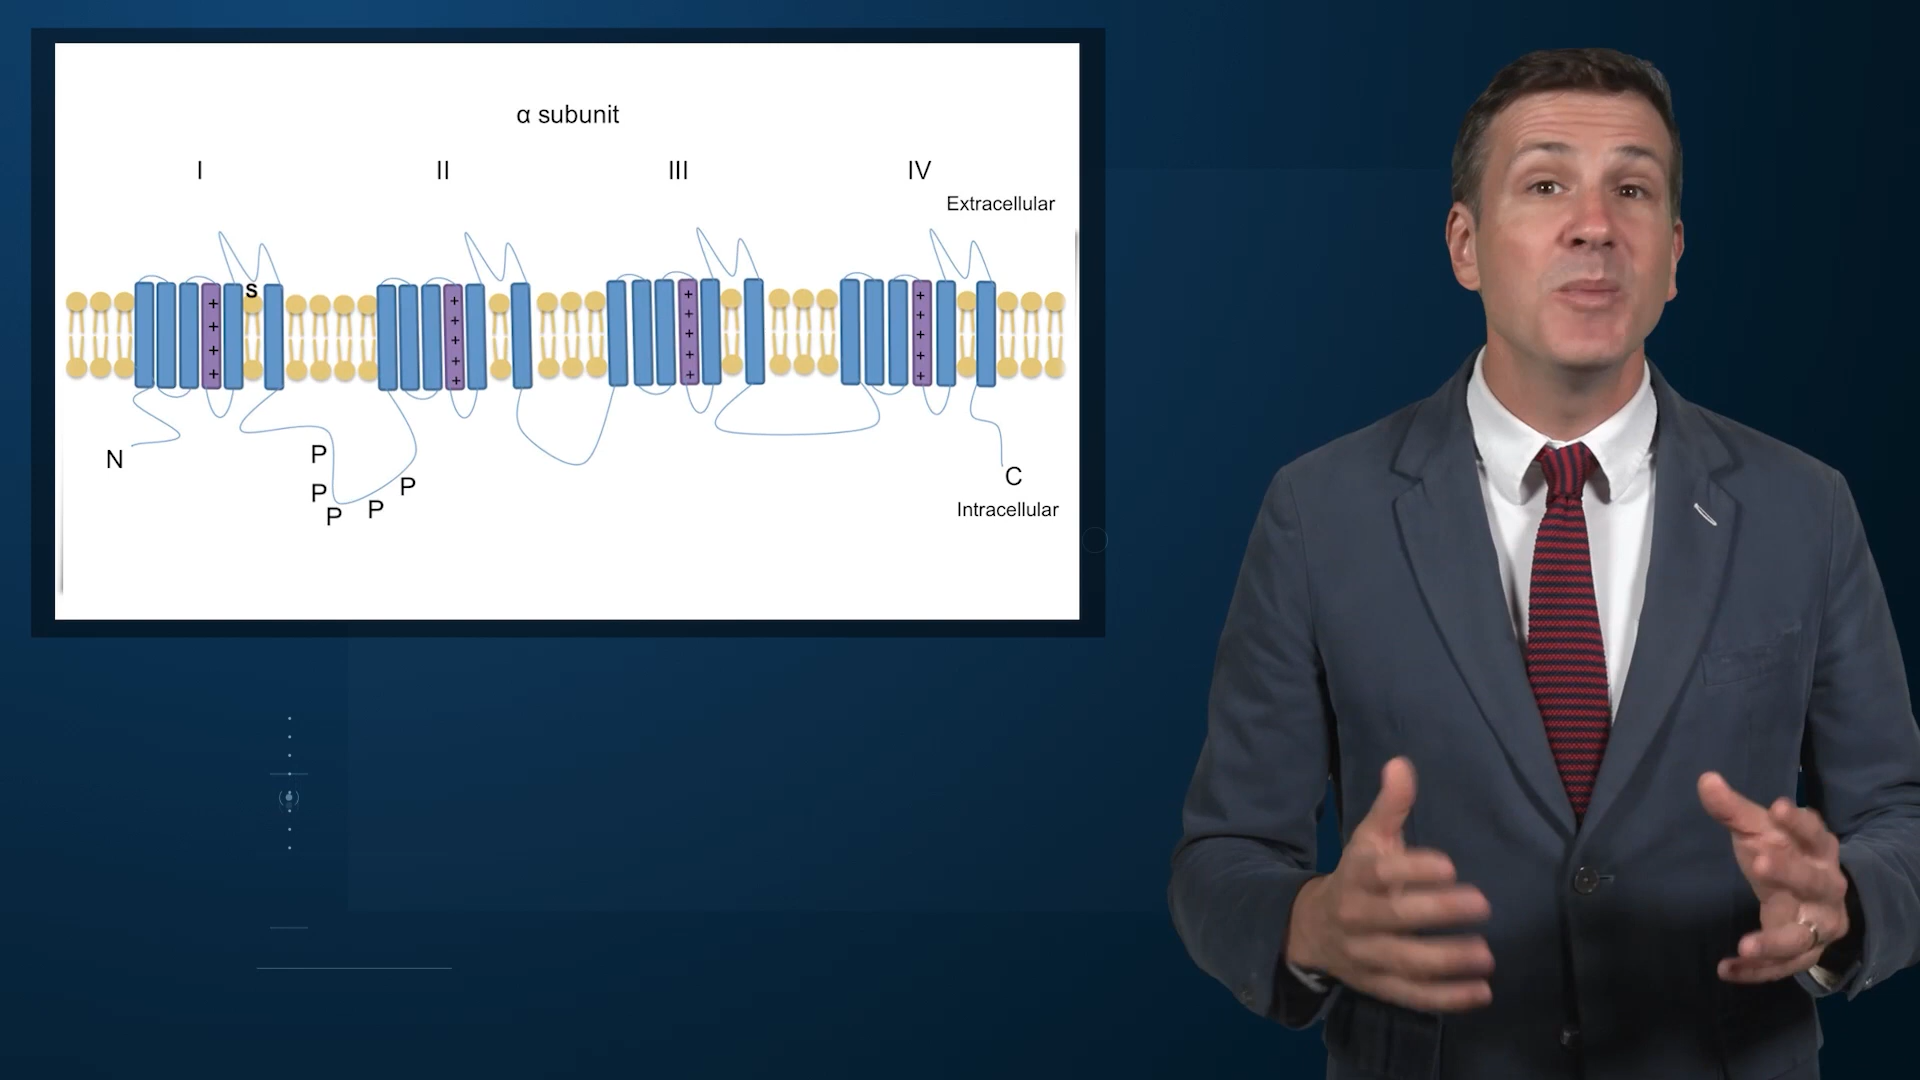 α subunit
I II III IV
Extracellular
S
+ + + + +
+ + + + +
+ + + + +
+ + + +
+ + + +
N
P
P
P
P
P
C
Intracellular